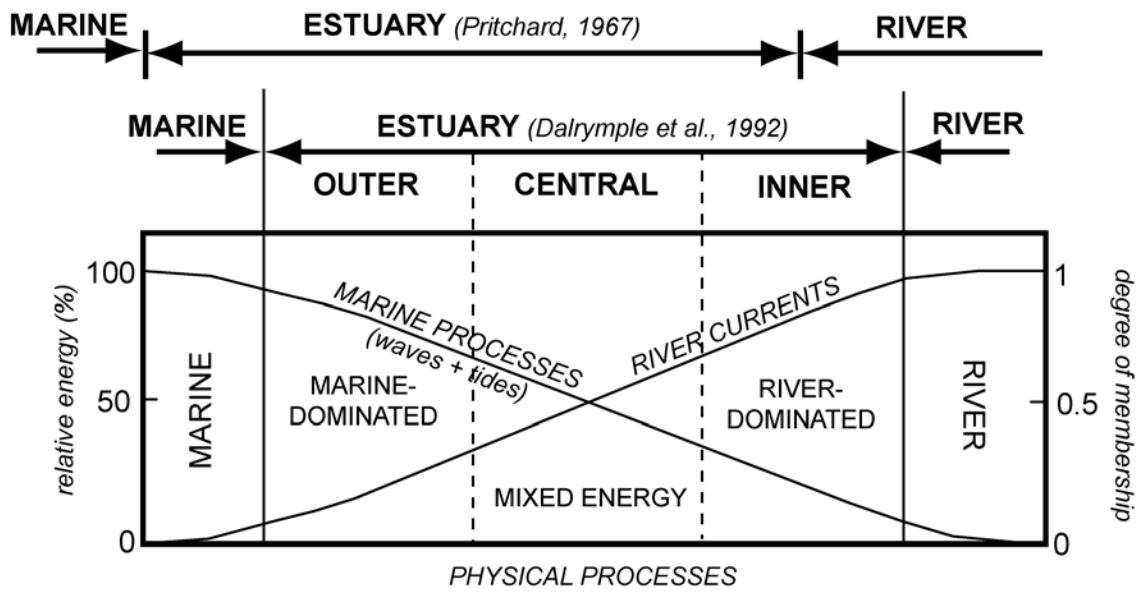 MARINE ESTUARY (Pritchard, 1967) RIVER
MARINE ESTUARY (Dalrymple et al., 1992) RIVER
OUTER CENTRAL INNER
100 1
50 0.5
0 0
relative energy (%)
degree of membership
MARINE
MARINE PROCESSES
(waves + tides)
RIVER CURRENTS
MARINE-
DOMINATED
RIVER-
DOMINATED
RIVER
MIXED ENERGY
PHYSICAL PROCESSES